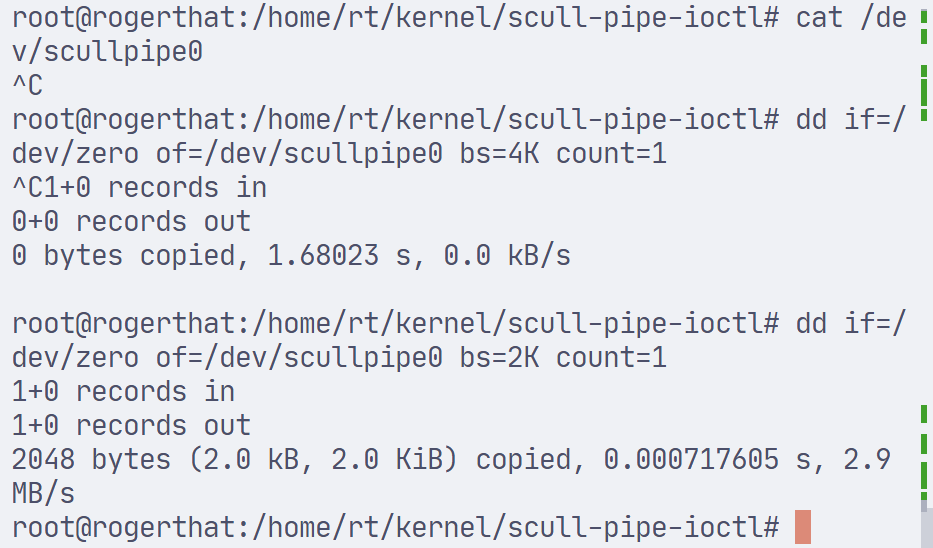 root@rogerthat:/home/rt/kernel/scull-pipe-ioctl# cat /de
v/scullpipe0
^C
root@rogerthat:/home/rt/kernel/scull-pipe-ioctl# dd if=/
dev/zero of=/dev/scullpipe0 bs=4K count=1
^C1+0 records in
0+0 records out
0 bytes copied, 1.68023 s, 0.0 kB/s

root@rogerthat:/home/rt/kernel/scull-pipe-ioctl# dd if=/
dev/zero of=/dev/scullpipe0 bs=2K count=1
1+0 records in
1+0 records out
2048 bytes (2.0 kB, 2.0 KiB) copied, 0.000717605 s, 2.9
MB/s
root@rogerthat:/home/rt/kernel/scull-pipe-ioctl#